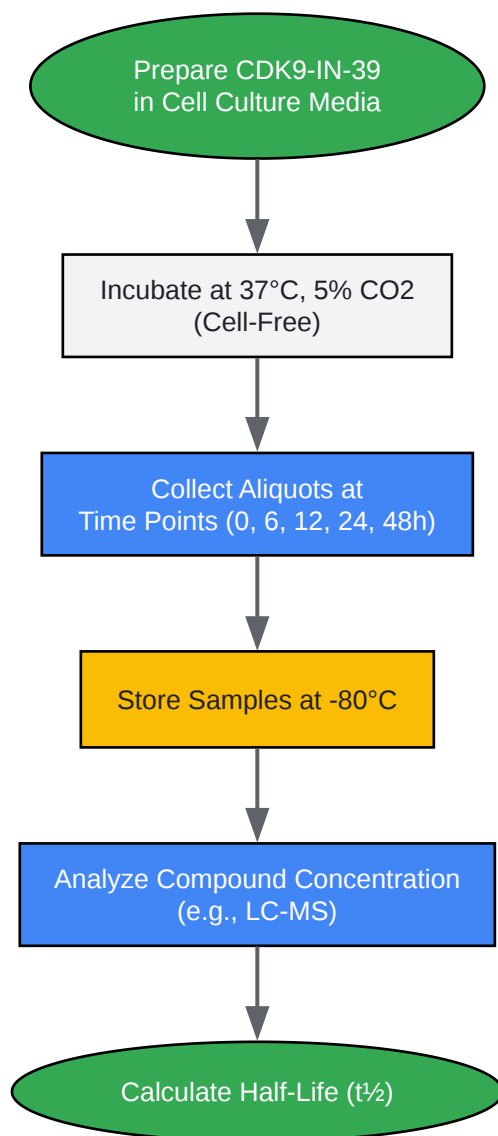 Prepare CDK9-IN-39
in Cell Culture Media
Incubate at 37°C, 5% CO2
(Cell-Free)
Collect Aliquots at
Time Points (0, 6, 12, 24, 48h)
Store Samples at -80°C
Analyze Compound Concentration
(e.g., LC-MS)
Calculate Half-Life (t½)